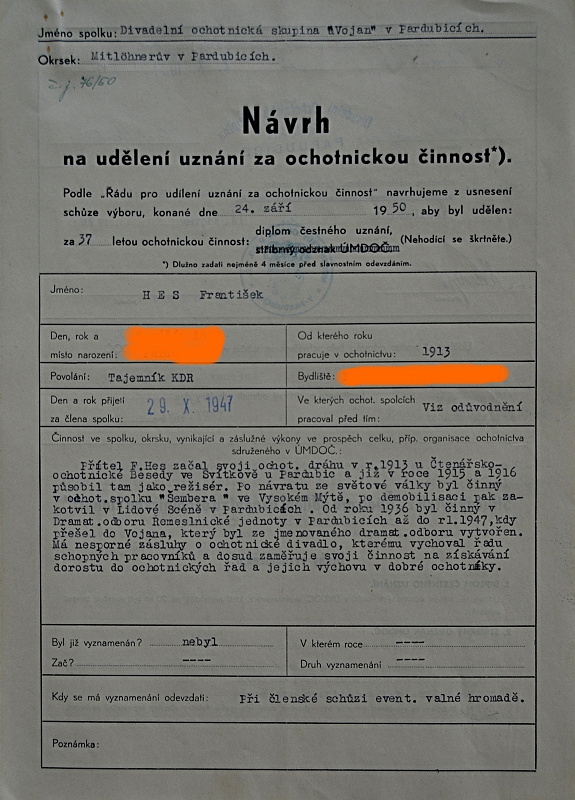 Jméno spolku: Divadelní ochotnická skupina "Vojan" v Pardubicích.
Okrsek: Mitlöhnerův v Pardubicích.
č.j. 76/50
Návrh
na udělení uznání za ochotnickou činnost*).
Podle „Řádu pro udílení uznání za ochotnickou činnost" navrhujeme z usnesení
schůze výboru, konané dne 24. září 1950, aby byl udělen:
za 37 letou ochotnickou činnost: diplom čestného uznání,
stříbrný odznak ÚMDOČ (Nehodící se škrtněte.)
*) Dlužno zadati nejméně 4 měsíce před slavnostním odevzdáním.
Jméno: H E S František
Den, rok a
místo narození:
Od kterého roku
pracuje v ochotnictvu: 1913
Povolání: Tajemník KDR
Bydliště:
Den a rok přijetí
za člena spolku: 29. X. 1947
Ve kterých ochot. spolcích
pracoval před tím: Viz odůvodnění
Činnost ve spolku, okrsku, vynikající a záslužné výkony ve prospěch celku, příp. organisace ochotnictva
sdruženého v ÚMDOČ.:
Přítel F.Hes začal svoji ochot. dráhu v r.1913 u Čtenářsko-
ochotnické Besedy ve Svítkově u Pardubic a již v roce 1915 a 1916
působil tam jako režisér. Po návratu ze světové války byl činný
v odhot.spolku "Šembera" ve Vysokém Mýtě, po demobilisaci pak za-
kotvil v Lidové Scéně v Pardubicích . Od roku 1936 byl činný v
Dramat.odboru Řemeslnické jednoty v Pardubicích až do r1.1947,kdy
přešel do Vojana, který byl ze jmenovaného dramat.odboru vytvořen.
Má nesporné zásluhy o ochotnické divadlo, kterému vychoval řadu
schopných pracovníků a dosud zaměřuje svoji činnost na získávání
dorostu do ochotnických řad a jejich výchovu v dobré ochotníky.
Byl již vyznamenán? nebyl
Zač? ----
V kterém roce ----
Druh vyznamenání ----
Kdy se má vyznamenání odevzdati: Při členské schůzi event. valné hromadě.
Poznámka: